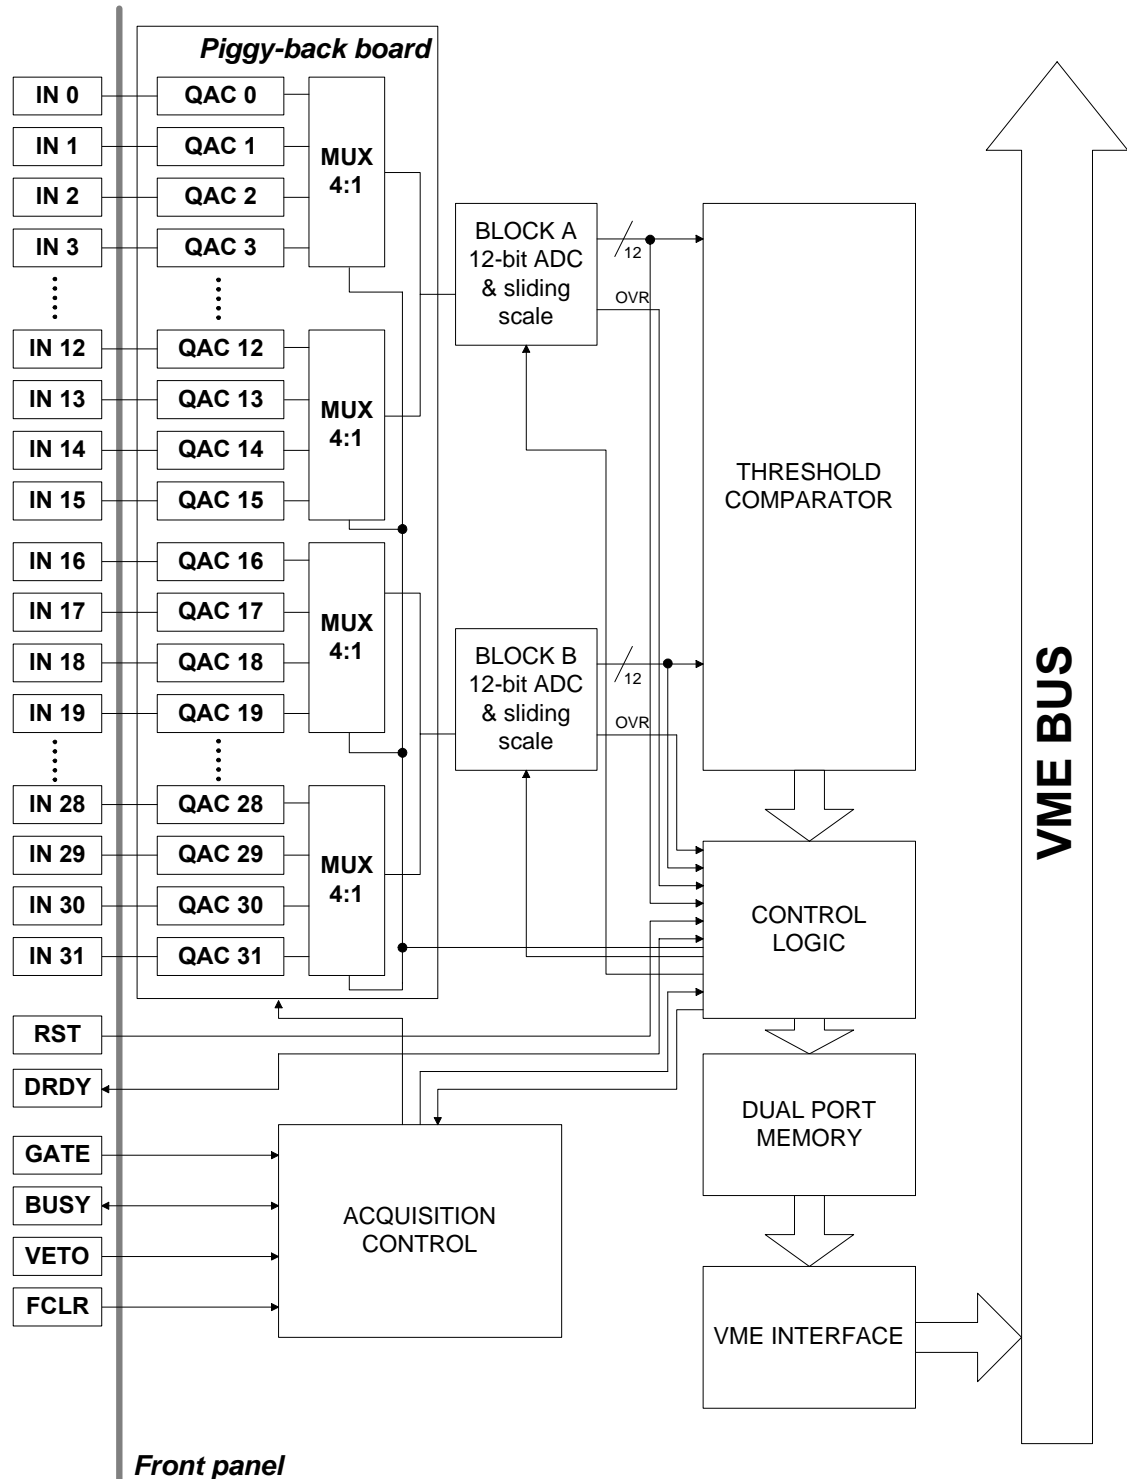 Piggy-back board
IN 0
QAC 0
IN 1
QAC 1
IN 2
QAC 2
IN 3
QAC 3
MUX
4:1
IN 12
QAC 12
IN 13
QAC 13
IN 14
QAC 14
IN 15
QAC 15
MUX
4:1
IN 16
QAC 16
IN 17
QAC 17
IN 18
QAC 18
IN 19
QAC 19
MUX
4:1
IN 28
QAC 28
IN 29
QAC 29
IN 30
QAC 30
IN 31
QAC 31
MUX
4:1
BLOCK A
12-bit ADC
& sliding
scale
12
OVR
BLOCK B
12-bit ADC
& sliding
scale
12
OVR
THRESHOLD
COMPARATOR
CONTROL
LOGIC
DUAL PORT
MEMORY
VME INTERFACE
VME BUS
RST
DRDY
GATE
BUSY
VETO
FCLR
ACQUISITION
CONTROL
Front panel